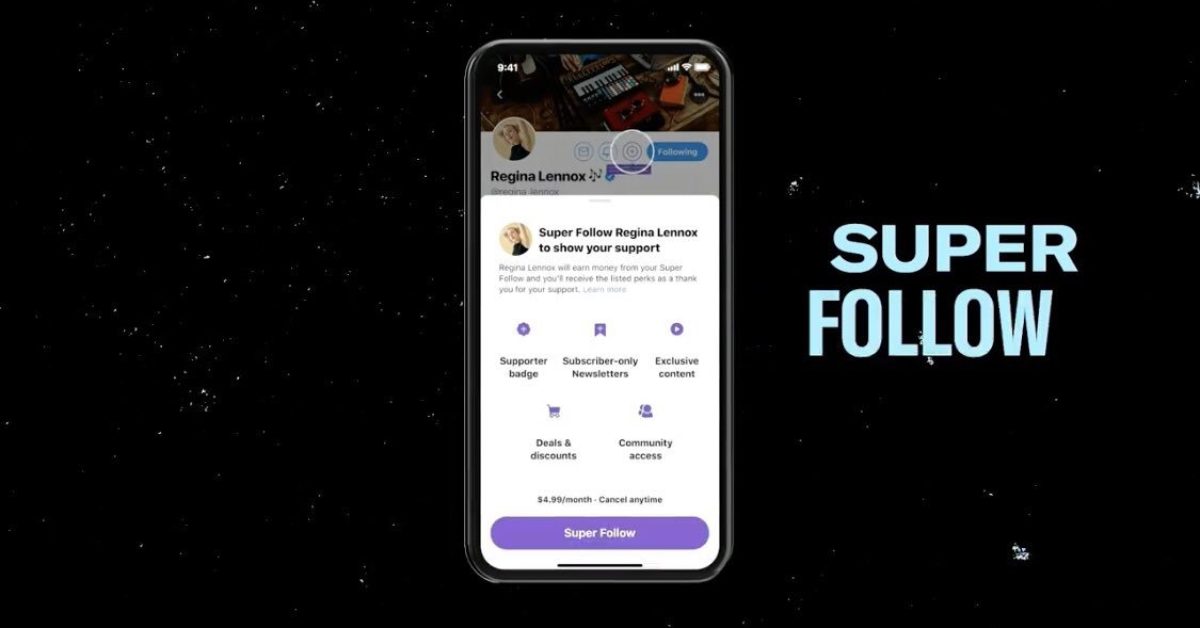 9:41
Following
Regina Lennox
@regina_lennox
Super Follow Regina Lennox
to show your support
Regina Lennox will earn money from your Super
Follow and you'll receive the listed perks as a thank
you for your support. Learn more
Supporter
badge
Subscriber-only
Newsletters
Exclusive
content
Deals &
discounts
Community
access
$4.99/month · Cancel anytime
Super Follow
SUPER
FOLLOW